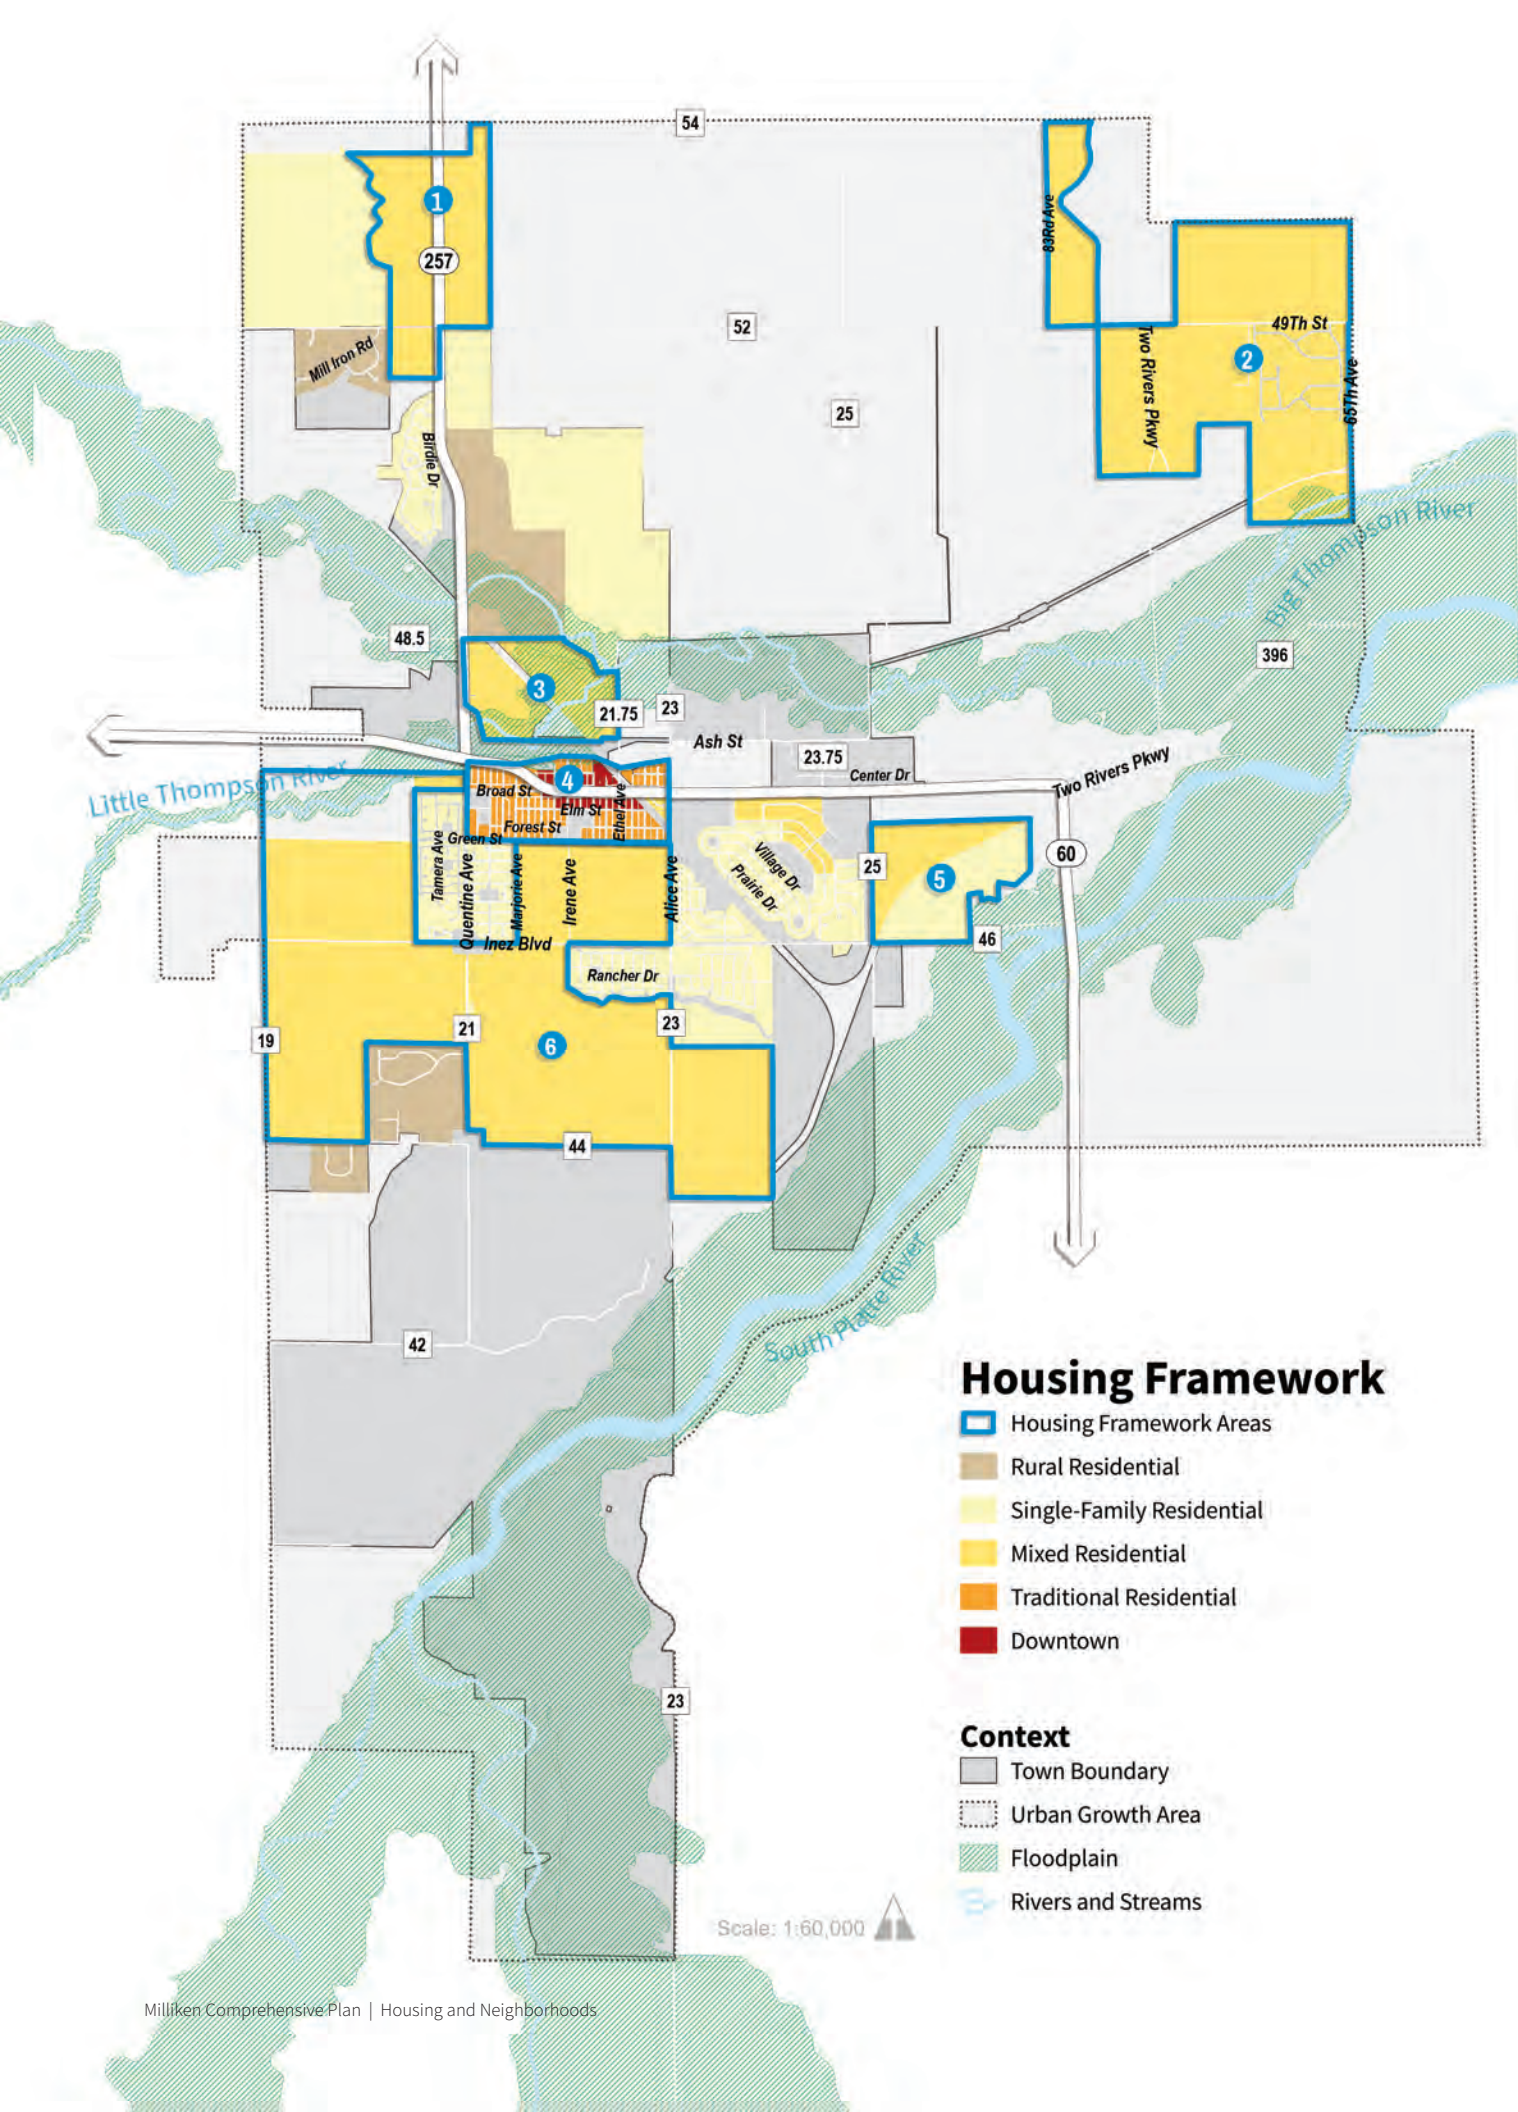 54
1
257
83Rd Ave
52
49Th St
2
Mill Iron Rd
Two Rivers Pkwy
65Th Ave
25
Birdie Dr
Big Thompson River
48.5
396
3
21.75
23
Ash St
23.75
Center Dr
Two Rivers Pkwy
Little Thompson River
4
Broad St
Elm St
Ethel Ave
Forest St
Green St
Tamera Ave
Quentine Ave
Marjorie Ave
Irene Ave
Alice Ave
Village Dr
Prairie Dr
25
5
60
Inez Blvd
46
Rancher Dr
21
23
19
6
44
South Platte River
42
Housing Framework
Housing Framework Areas
Rural Residential
Single-Family Residential
Mixed Residential
Traditional Residential
Downtown
23
Context
Town Boundary
Urban Growth Area
Floodplain
Rivers and Streams
Scale: 1:60,000
Milliken Comprehensive Plan | Housing and Neighborhoods